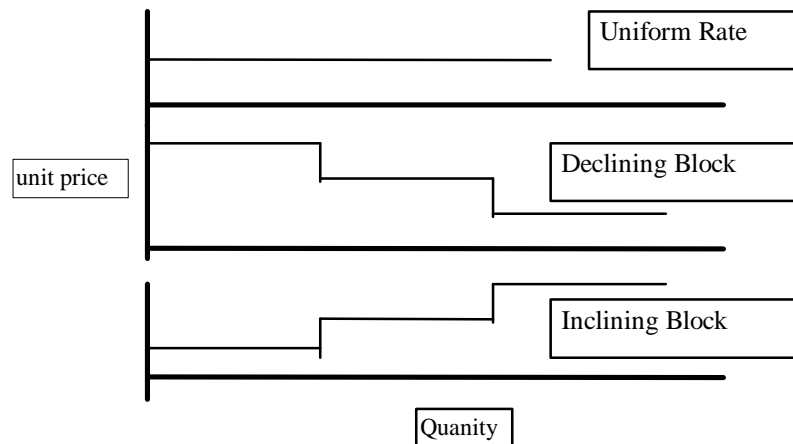 Uniform Rate
unit price
Declining Block
Inclining Block
Quanity